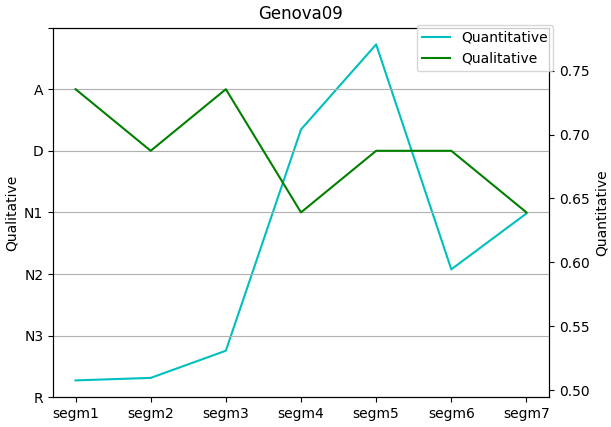 Genova09
Quantitative
Qualitative
A
D
N1
N2
N3
R
Qualitative
0.75
0.70
0.65
0.60
0.55
0.50
Quantitative
segm1 segm2 segm3 segm4 segm5 segm6 segm7